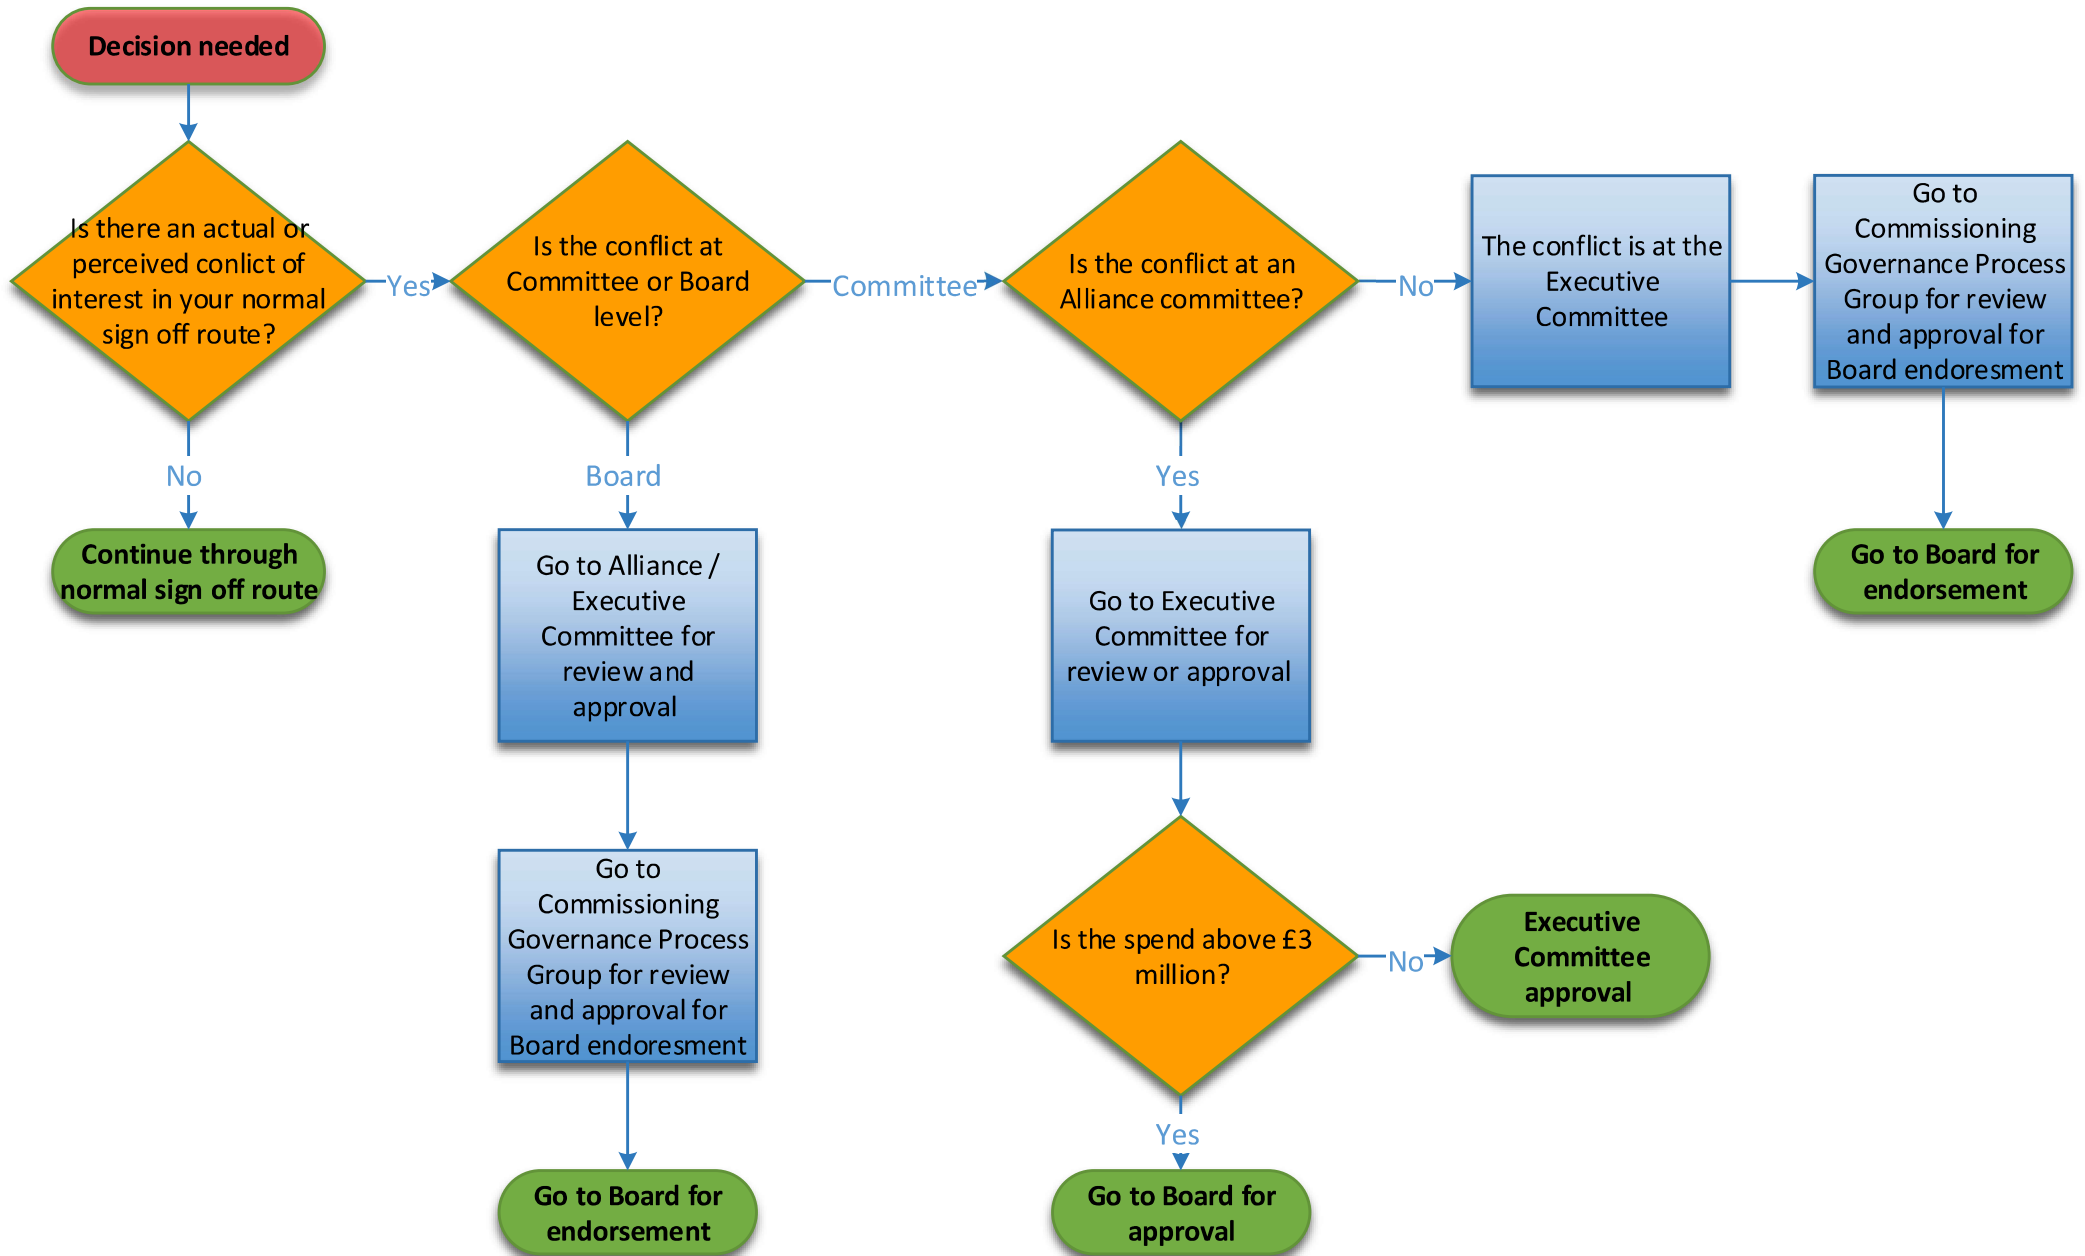 Decision needed
Is there an actual or
perceived conlict of
interest in your normal
sign off route?
Yes
Is the conflict at
Committee or Board
level?
Committee
Is the conflict at an
Alliance committee?
No
The conflict is at the
Executive
Committee
Go to
Commissioning
Governance Process
Group for review
and approval for
Board endoresment
No
Board
Yes
Continue through
normal sign off route
Go to Alliance /
Executive
Committee for
review and
approval
Go to Executive
Committee for
review or approval
Go to Board for
endorsement
Go to
Commissioning
Governance Process
Group for review
and approval for
Board endoresment
Is the spend above £3
million?
No
Executive
Committee
approval
Yes
Go to Board for
endorsement
Go to Board for
approval